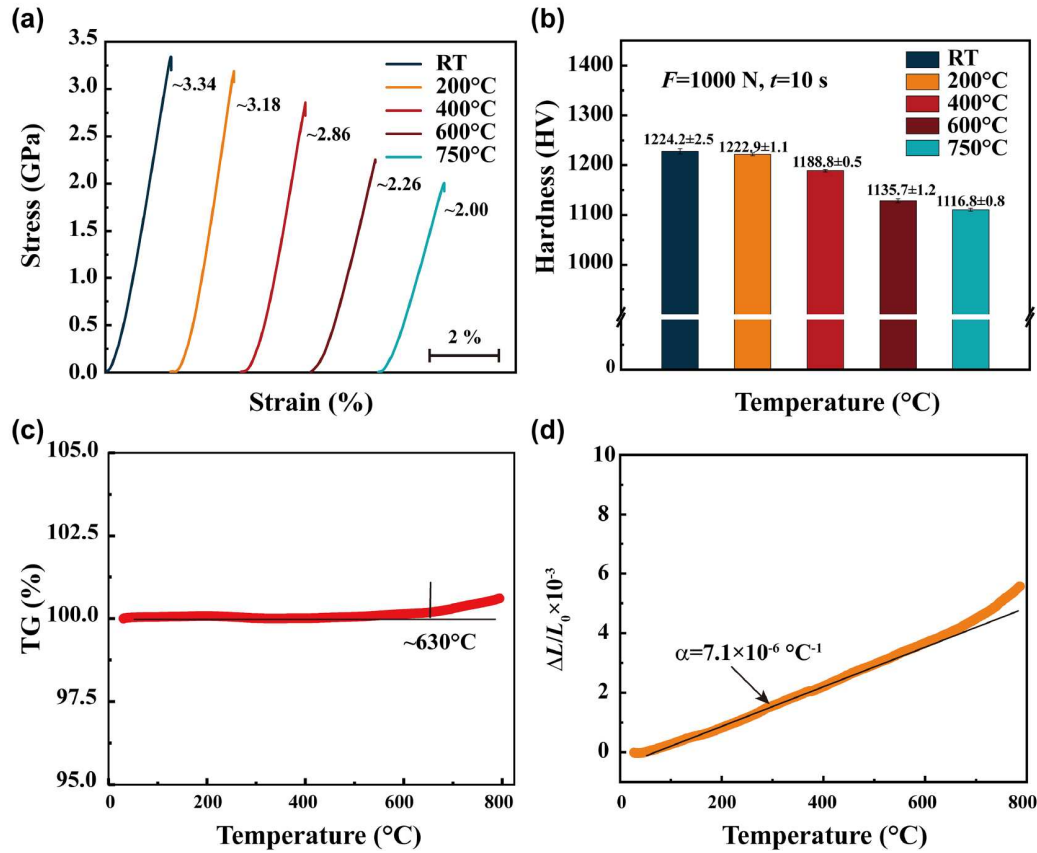 (a)
3.5
3.0
2.5
2.0
1.5
1.0
0.5
0.0
Stress (GPa)
Strain (%)
RT
200°C
400°C
600°C
750°C
~3.34
~3.18
~2.86
~2.26
~2.00
2 %
(b)
1400
1300
1200
1100
1000
0
Hardness (HV)
Temperature (°C)
F=1000 N, t=10 s
RT
200°C
400°C
600°C
750°C
1224.2±2.5
1222.9±1.1
1188.8±0.5
1135.7±1.2
1116.8±0.8
(c)
105.0
102.5
100.0
97.5
95.0
TG (%)
~630°C
0 200 400 600 800
Temperature (°C)
(d)
10
8
6
4
2
0
ΔL/L₀ ×10⁻³
α=7.1×10⁻⁶ °C⁻¹
0 200 400 600 800
Temperature (°C)